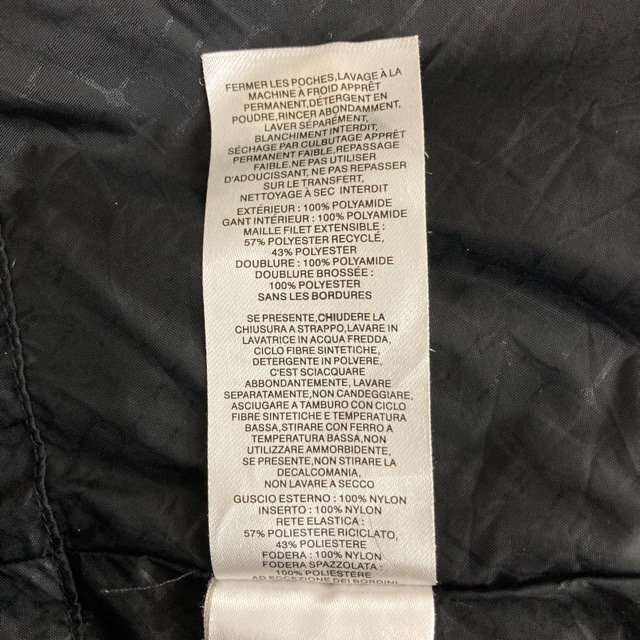 FERMER LES POCHES,LAVAGE À LA
MACHINE À FROID APPRÊT
PERMANENT,DÉTERGENT EN
POUDRE,RINCER ABONDAMMENT,
LAVER SÉPARÉMENT,
BLANCHIMENT INTERDIT,
SÉCHAGE PAR CULBUTAGE APPRÊT
PERMANENT FAIBLE,REPASSAGE
FAIBLE,NE PAS UTILISER
D'ADOUCISSANT,NE PAS REPASSER
SUR LE TRANSFERT,
NETTOYAGE À SEC INTERDIT
EXTÉRIEUR : 100% POLYAMIDE
GANT INTÉRIEUR : 100% POLYAMIDE
MAILLE FILET EXTENSIBLE :
57% POLYESTER RECYCLÉ,
43% POLYESTER
DOUBLURE : 100% POLYAMIDE
DOUBLURE BROSSÉE :
100% POLYESTER
SANS LES BORDURES
SE PRESENTE,CHIUDERE LA
CHIUSURA A STRAPPO,LAVARE IN
LAVATRICE IN ACQUA FREDDA,
CICLO FIBRE SINTETICHE,
DETERGENTE IN POLVERE,
C'EST SCIACQUARE
ABBONDANTEMENTE, LAVARE
SEPARATAMENTE,NON CANDEGGIARE,
ASCIUGARE A TAMBURO CON CICLO
FIBRE SINTETICHE E TEMPERATURA
BASSA,STIRARE CON FERRO A
TEMPERATURA BASSA,NON
UTILIZZARE AMMORBIDENTE,
SE PRESENTE,NON STIRARE LA
DECALCOMANIA,
NON LAVARE A SECCO
GUSCIO ESTERNO : 100% NYLON
INSERTO : 100% NYLON
RETE ELASTICA :
57% POLIESTERE RICICLATO,
43% POLIESTERE
FODERA : 100% NYLON
FODERA SPAZZOLATA :
100% POLIESTERE
AD ECCEZIONE DEI BORDINI